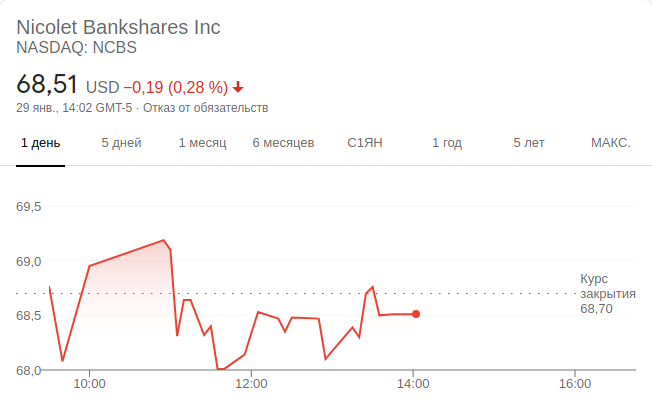 Nicolet Bankshares Inc
NASDAQ: NCBS
68,51 USD −0,19 (0,28 %)
29 янв., 14:02 GMT-5 · Отказ от обязательств
1 день 5 дней 1 месяц 6 месяцев С1ЯН 1 год 5 лет МАКС.
69,5
69,0
Курс
закрытия
68,70
68,5
68,0
10:00 12:00 14:00 16:00